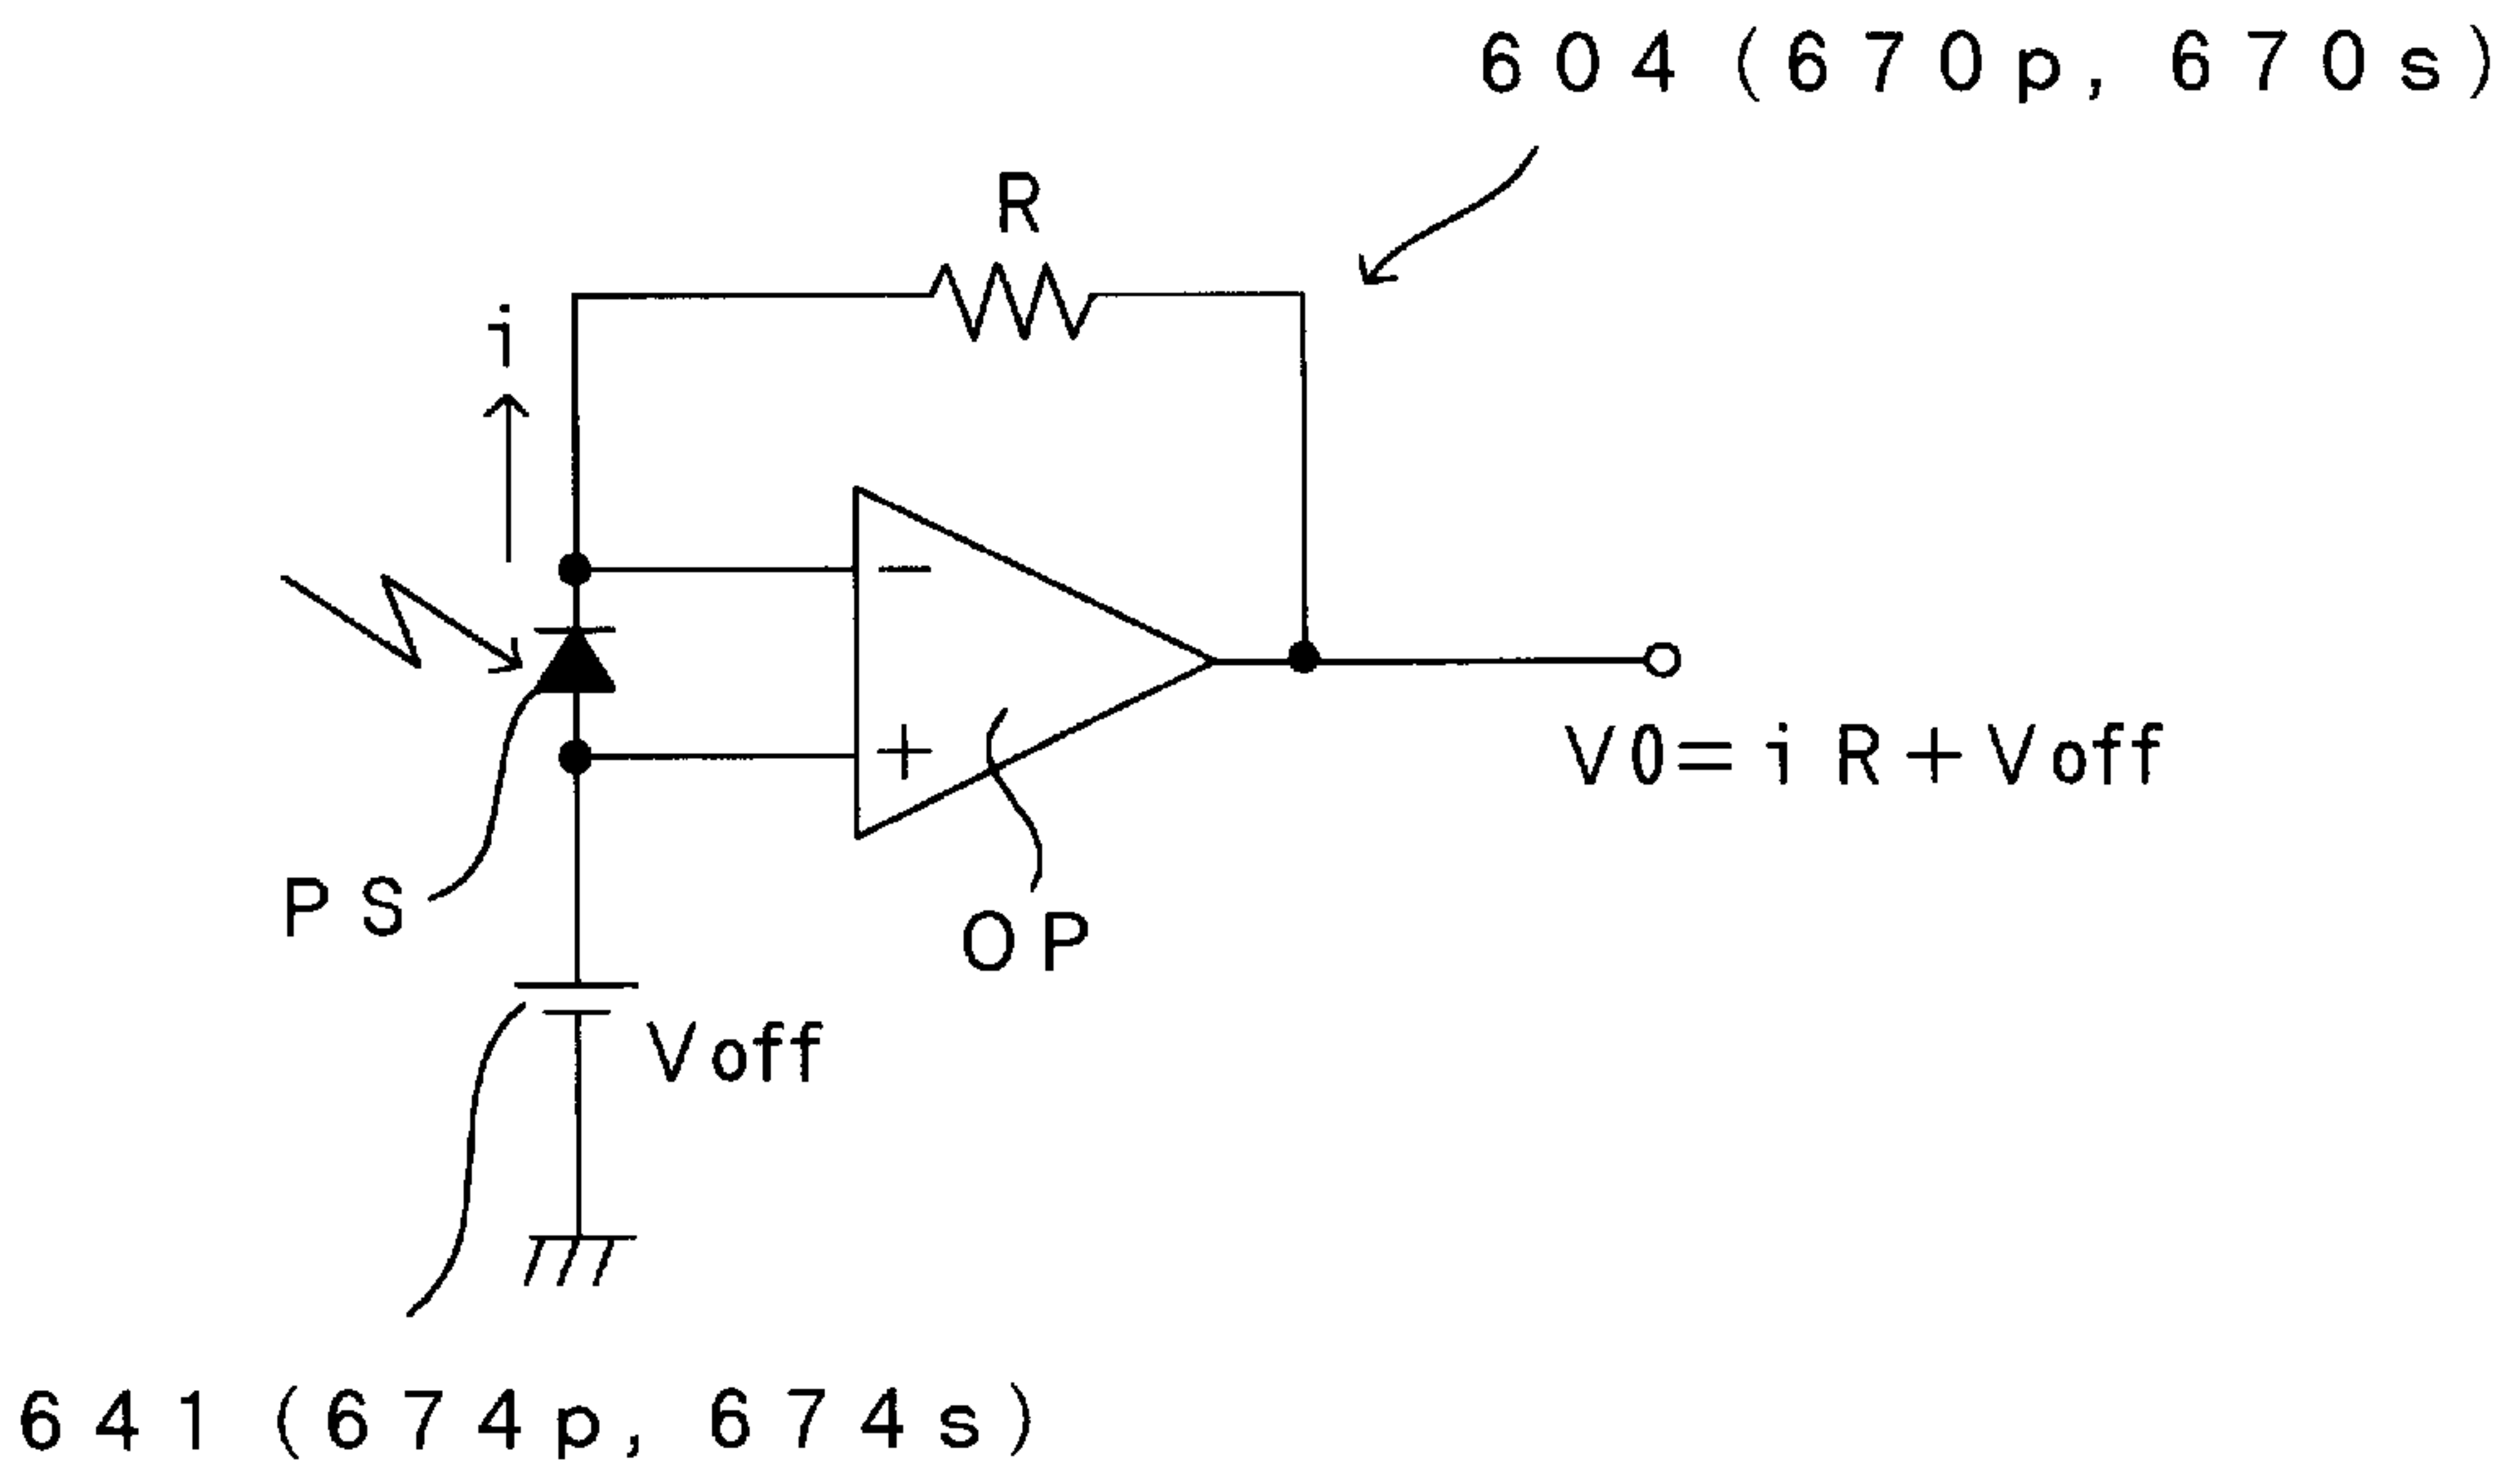 604(670p, 670s)
R
i
−
+
V0=iR+Voff
PS
OP
Voff
641(674p, 674s)